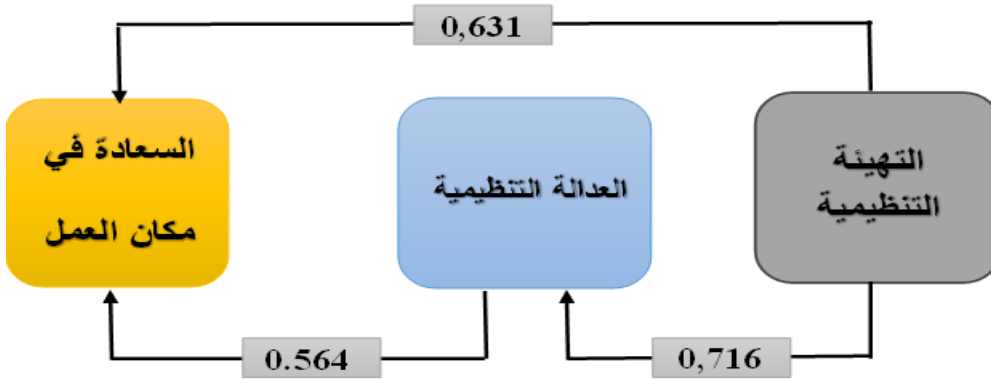 0,631
التهيئة
التنظيمية
العدالة التنظيمية
السعادة في
مكان العمل
0,716
0.564